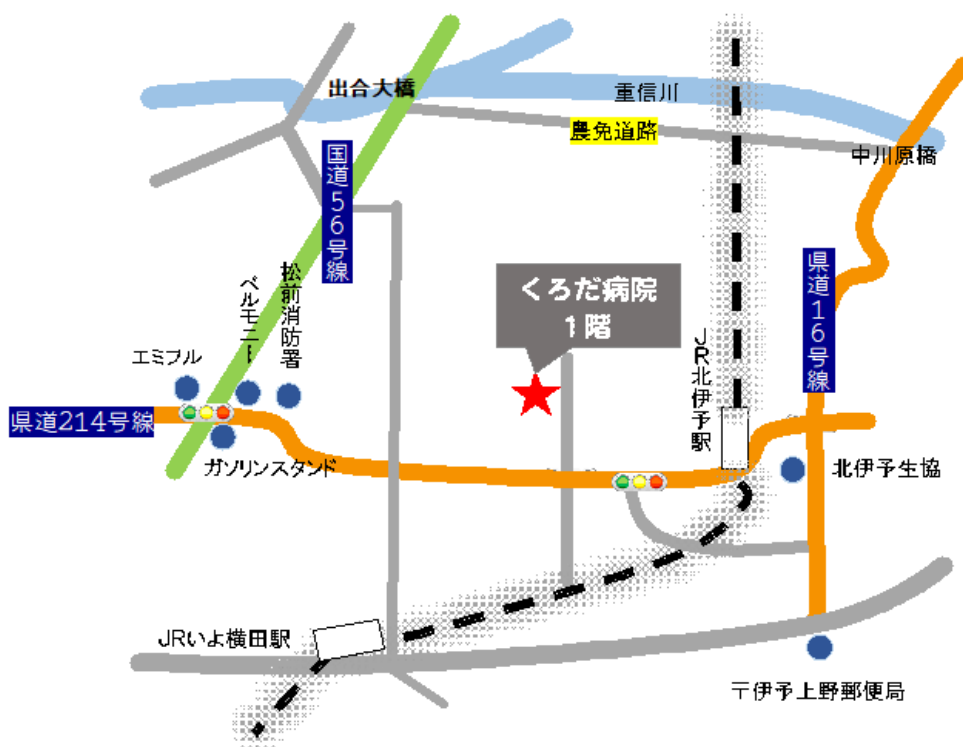 出合大橋
重信川
農免道路
中川原橋
国道56号線
松前消防署
ベルモニー
くろだ病院
1階
JR北伊予駅
県道16号線
エミフル
県道214号線
ガソリンスタンド
北伊予生協
JRいよ横田駅
〒伊予上野郵便局